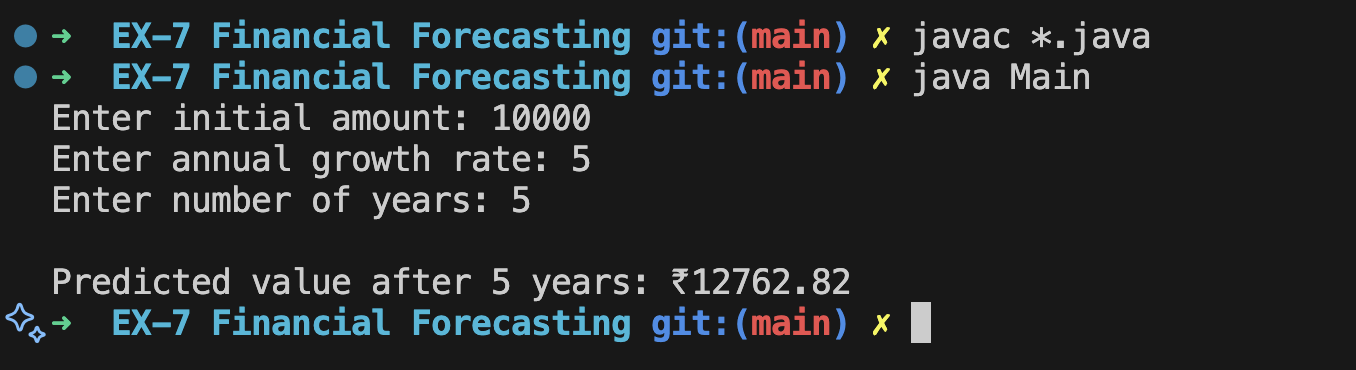 ➜  EX-7 Financial Forecasting git:(main) ✗ javac *.java
➜  EX-7 Financial Forecasting git:(main) ✗ java Main
Enter initial amount: 10000
Enter annual growth rate: 5
Enter number of years: 5

Predicted value after 5 years: ₹12762.82
➜  EX-7 Financial Forecasting git:(main) ✗